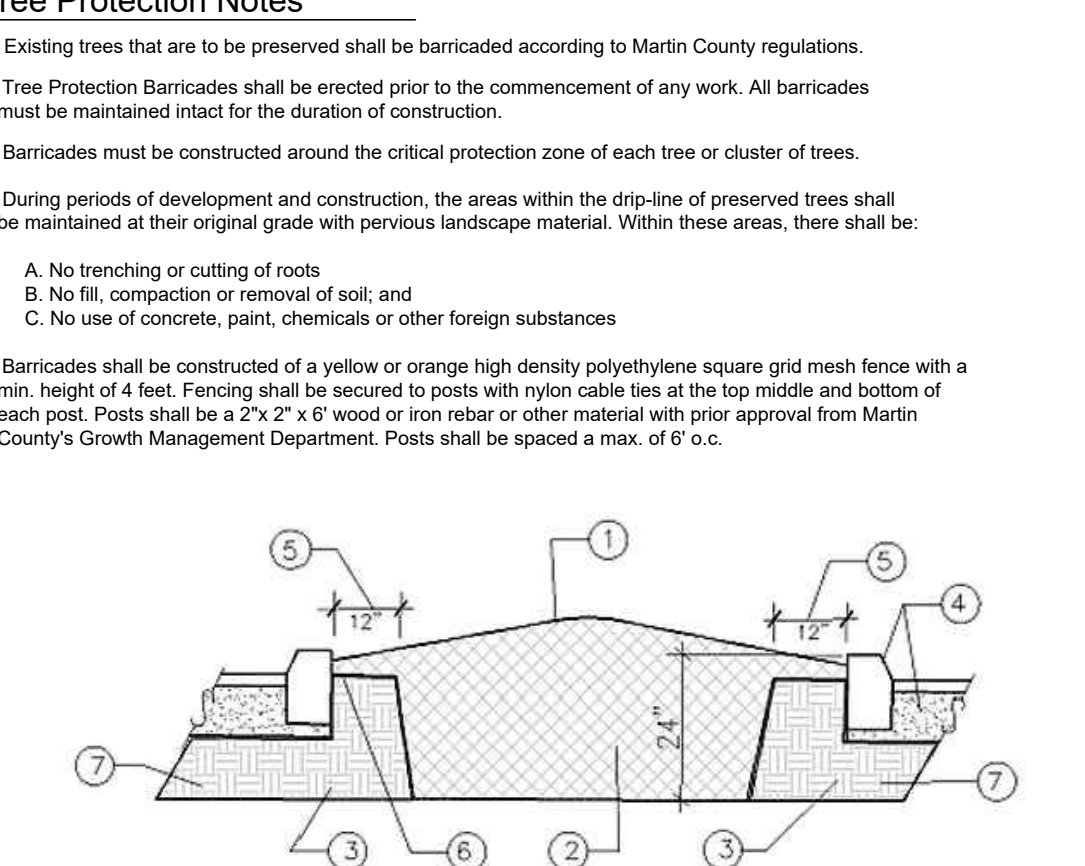 ree Protection Notes
Existing trees that are to be preserved shall be barricaded according to Martin County regulations.
Tree Protection Barricades shall be erected prior to the commencement of any work. All barricades
must be maintained intact for the duration of construction.
Barricades must be constructed around the critical protection zone of each tree or cluster of trees.
During periods of development and construction, the areas within the drip-line of preserved trees shall
be maintained at their original grade with pervious landscape material. Within these areas, there shall be:
A. No trenching or cutting of roots
B. No fill, compaction or removal of soil; and
C. No use of concrete, paint, chemicals or other foreign substances
Barricades shall be constructed of a yellow or orange high density polyethylene square grid mesh fence with a
min. height of 4 feet. Fencing shall be secured to posts with nylon cable ties at the top middle and bottom of
each post. Posts shall be a 2"x 2" x 6' wood or iron rebar or other material with prior approval from Martin
County's Growth Management Department. Posts shall be spaced a max. of 6' o.c.
5
1
5
4
12"
12"
24"
7
7
3
6
2
3